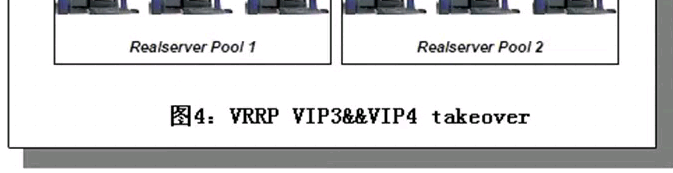 Realserver Pool 1
Realserver Pool 2
图4：VRRP VIP3&&VIP4 takeover